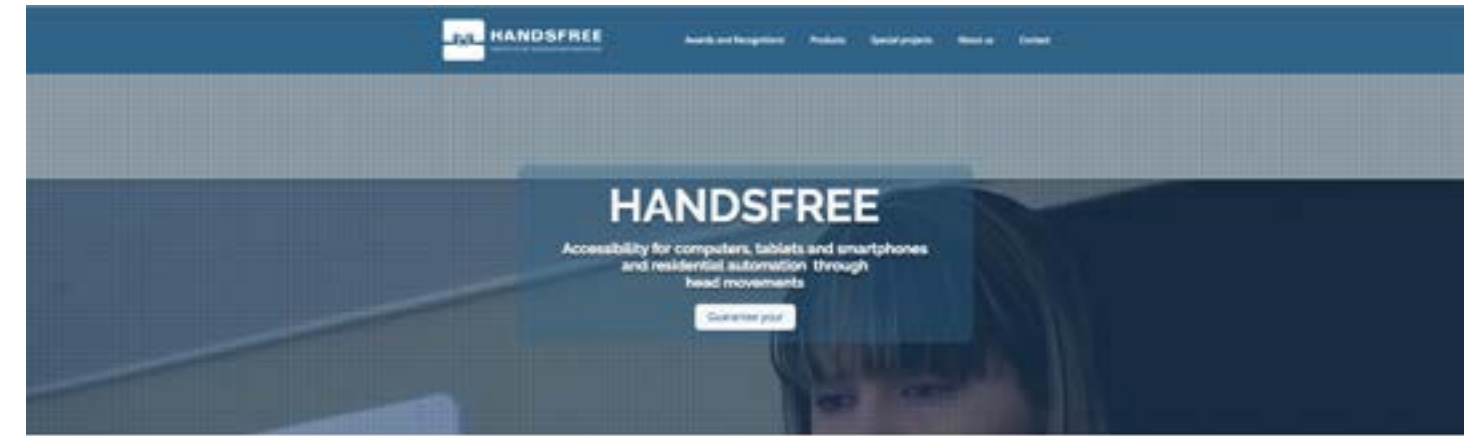 HANDSFREE
Awards and Recognitions Products Special projects About us Contact
HANDSFREE
Accessibility for computers, tablets and smartphones
and residential automation through
head movements
Guarantee your